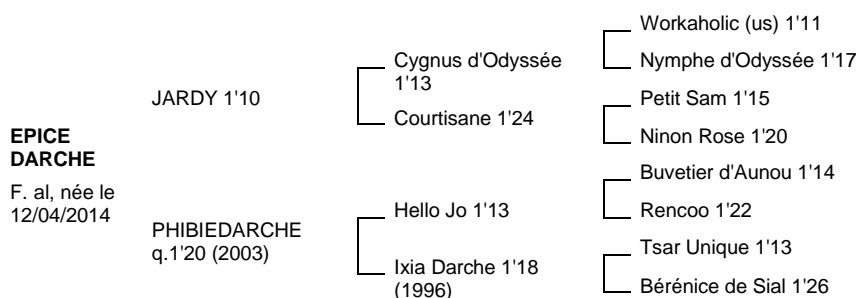 EPICE
DARCHE
F. al, née le
12/04/2014
JARDY 1'10
PHIBIEDARCHE
q.1'20 (2003)
Cygnus d'Odyssée
1'13
Courtisane 1'24
Hello Jo 1'13
Ixia Darche 1'18
(1996)
Workaholic (us) 1'11
Nymphe d'Odyssée 1'17
Petit Sam 1'15
Ninon Rose 1'20
Buvetier d'Aunou 1'14
Rencoo 1'22
Tsar Unique 1'13
Bérénice de Sial 1'26